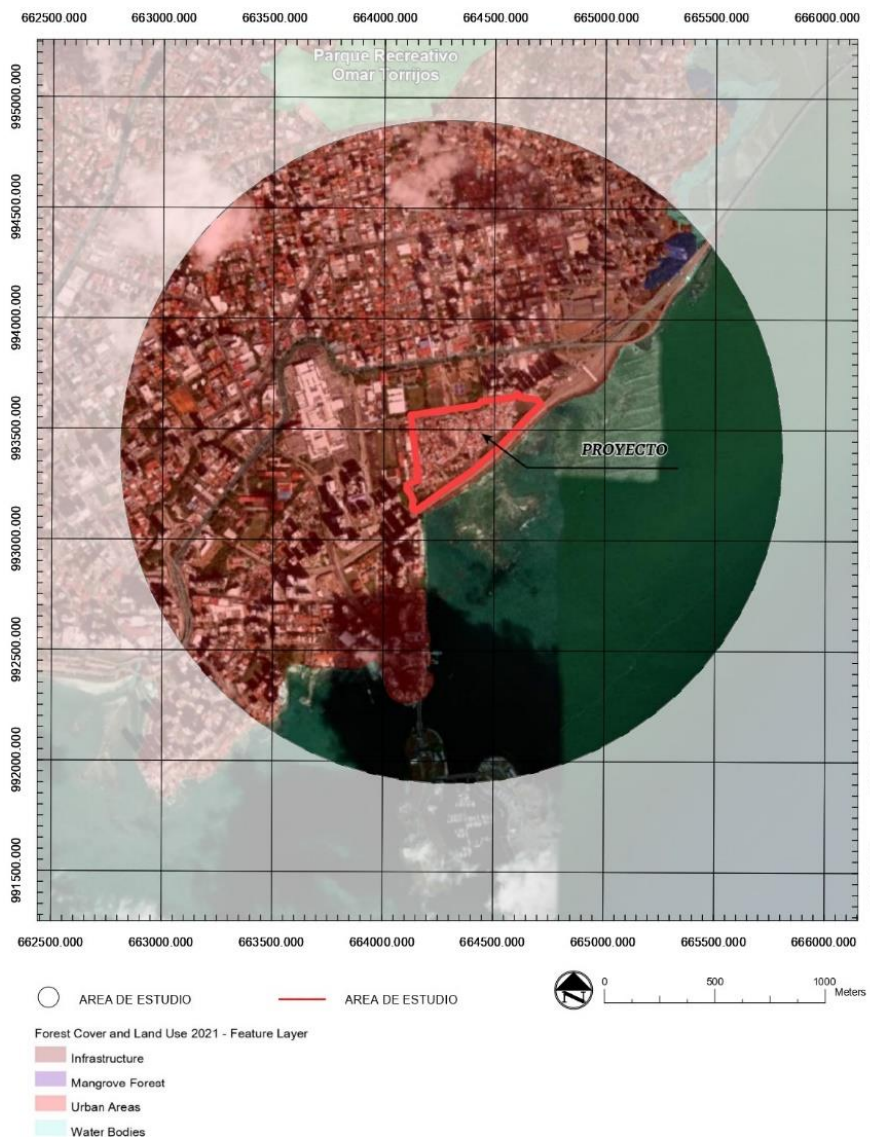 662500.000 663000.000 663500.000 664000.000 664500.000 665000.000 665500.000 666000.000
995000.000
994500.000
994000.000
993500.000
993000.000
992500.000
992000.000
991500.000
Parque Recreativo
Omar Torrijos
PROYECTO
662500.000 663000.000 663500.000 664000.000 664500.000 665000.000 665500.000 666000.000
AREA DE ESTUDIO
AREA DE ESTUDIO
N
0 500 1000
Meters
Forest Cover and Land Use 2021 - Feature Layer
Infrastructure
Mangrove Forest
Urban Areas
Water Bodies